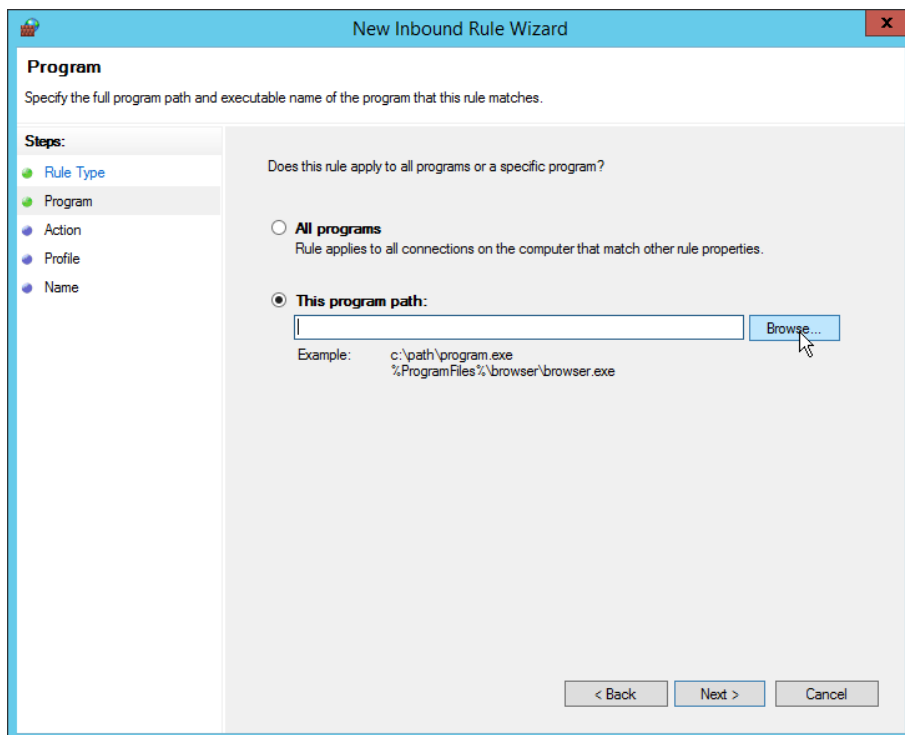 New Inbound Rule Wizard
x
Program
Specify the full program path and executable name of the program that this rule matches.
Steps:
Rule Type
Program
Action
Profile
Name
Does this rule apply to all programs or a specific program?
All programs
Rule applies to all connections on the computer that match other rule properties.
This program path:
Browse...
Example: c:\path\program.exe
%ProgramFiles%\browser\browser.exe
< Back Next > Cancel